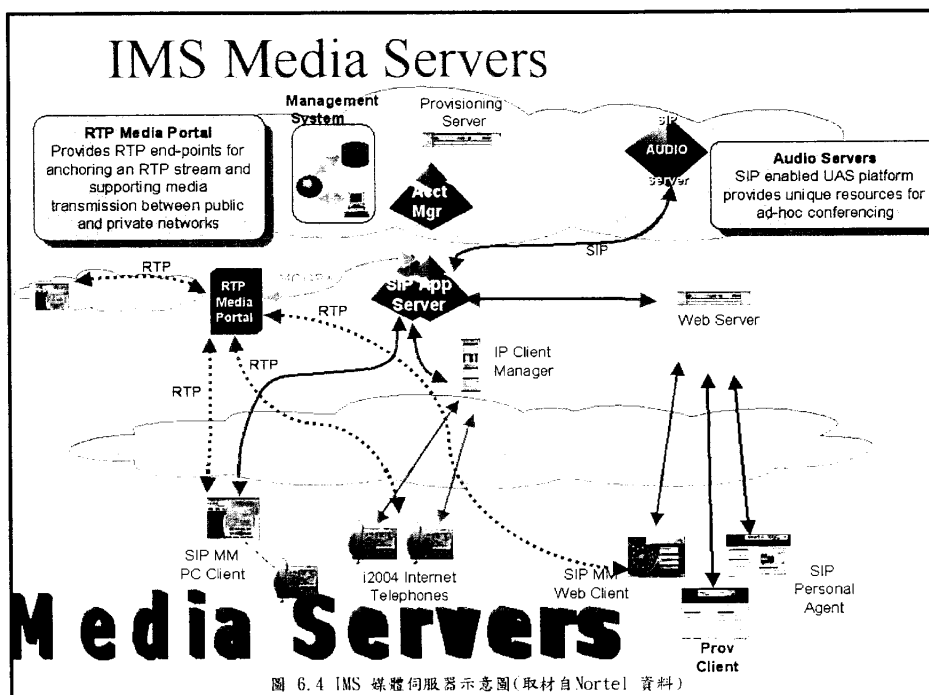 IMS Media Servers
Management
System
Provisioning
Server
RTP Media Portal
Provides RTP end-points for
anchoring an RTP stream and
supporting media
transmission between public
and private networks
Acct
Mgr
SIP
AUDIO
server
Audio Servers
SIP enabled UAS platform
provides unique resources for
ad-hoc conferencing
SIP
RTP
RTP
Media
Portal
SIP App
Server
RTP
Web Server
IP Client
Manager
RTP
RTP
SIP MM
PC Client
i2004 Internet
Telephones
SIP MM
Web Client
SIP
Personal
Agent
Prov
Client
Media Servers
圖 6.4 IMS 媒體伺服器示意圖(取材自Nortel 資料)